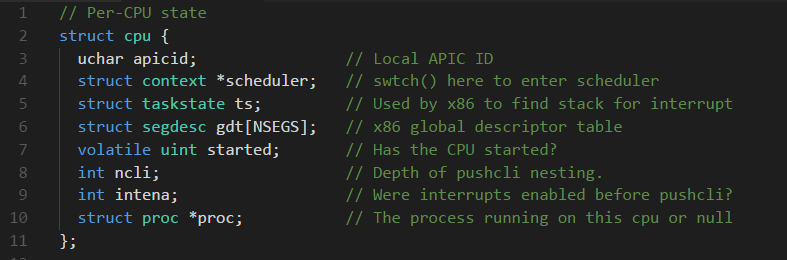 1 // Per-CPU state
2 struct cpu {
3   uchar apicid;                // Local APIC ID
4   struct context *scheduler;   // swtch() here to enter scheduler
5   struct taskstate ts;         // Used by x86 to find stack for interrupt
6   struct segdesc gdt[NSEGS];   // x86 global descriptor table
7   volatile uint started;       // Has the CPU started?
8   int ncli;                    // Depth of pushcli nesting.
9   int intena;                  // Were interrupts enabled before pushcli?
10   struct proc *proc;           // The process running on this cpu or null
11 };